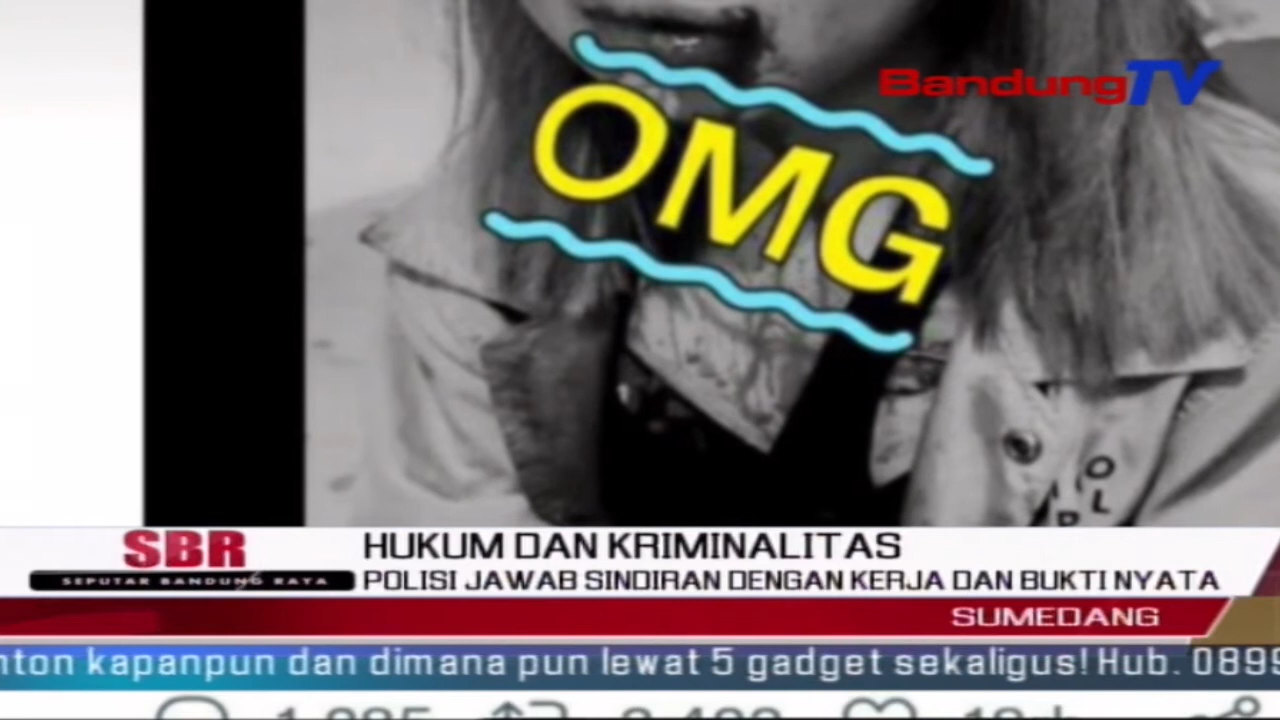 BandungTV
OMG
SBR
SEPUTAR BANDUNG RAYA
HUKUM DAN KRIMINALITAS
POLISI JAWAB SINDIRAN DENGAN KERJA DAN BUKTI NYATA
SUMEDANG
kapanpun dan dimana pun lewat 5 gadget sekaligus! Hub. 0899